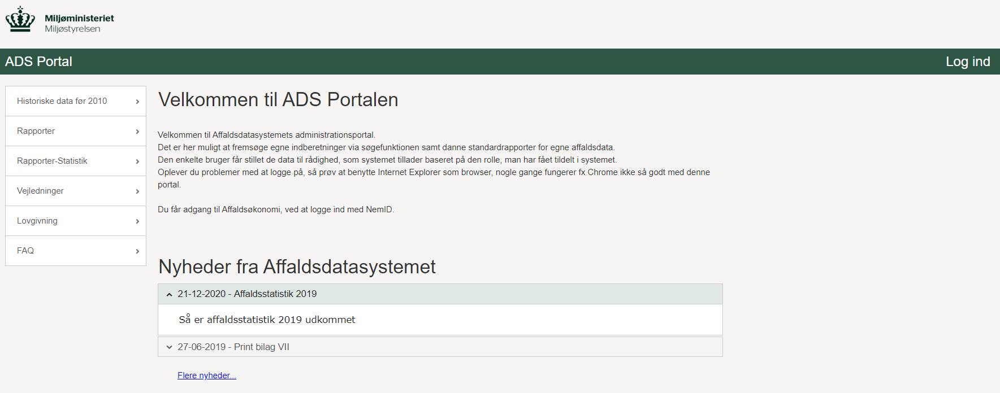 Miljøministeriet
Miljøstyrelsen
ADS Portal
Log ind
Historiske data før 2010
Rapporter
Rapporter-Statistik
Vejledninger
Lovgivning
FAQ
Velkommen til ADS Portalen
Velkommen til Affaldsdatasystemets administrationsportal.
Det er her muligt at fremsøge egne indberetninger via søgefunktionen samt danne standardrapporter for egne affaldsdata.
Den enkelte bruger får stillet de data til rådighed, som systemet tillader baseret på den rolle, man har fået tildelt i systemet.
Oplever du problemer med at logge på, så prøv at benytte Internet Explorer som browser, nogle gange fungerer fx Chrome ikke så godt med denne
portal.
Du får adgang til Affaldsøkonomi, ved at logge ind med NemID.
Nyheder fra Affaldsdatasystemet
21-12-2020 - Affaldsstatistik 2019
Så er affaldsstatistik 2019 udkommet
27-06-2019 - Print bilag VII
Flere nyheder...